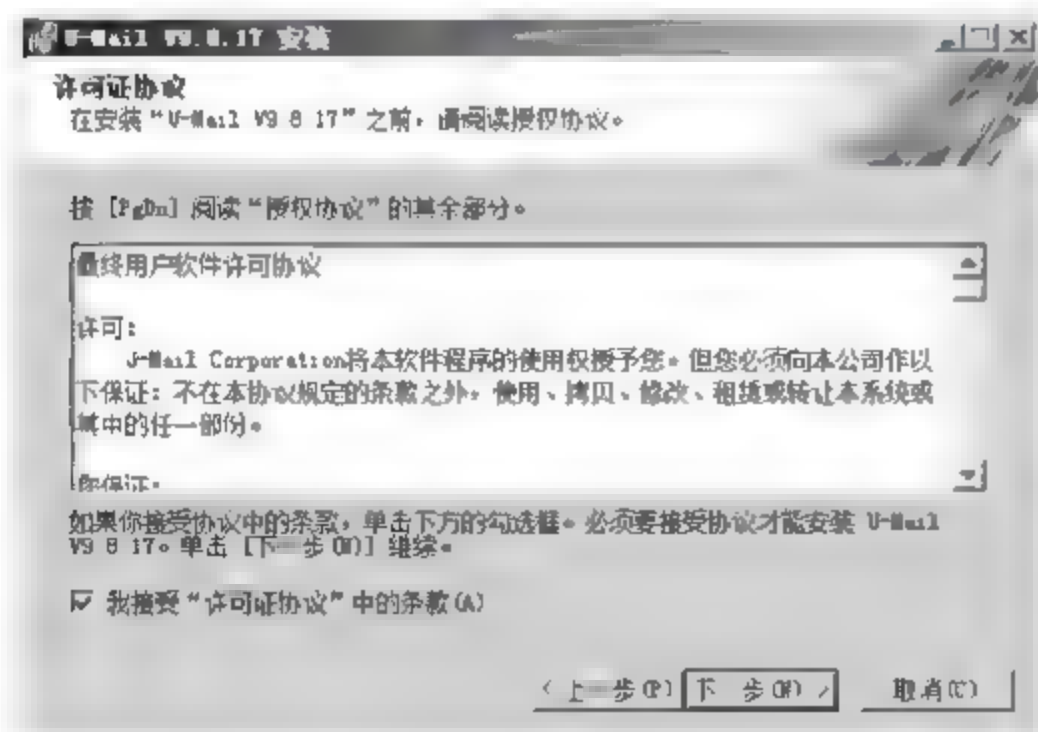 U-Mail V9.8.17 安装
许可证协议
在安装“U-Mail V9 8 17”之前，请阅读授权协议。
按 [PgDn] 阅读“授权协议”的其余部分。
最终用户软件许可协议
许可：
U-Mail Corporation将本软件程序的使用权授予您。但您必须向本公司作以
下保证：不在本协议规定的条款之外，使用、拷贝、修改、租赁或转让本系统或
其中的任一部份。
你保证：
如果你接受协议中的条款，单击下方的勾选框。必须要接受协议才能安装 U-Mail
V9 8 17。单击 [下一步(N)] 继续。
我接受“许可证协议”中的条款(A)
< 上一步(P)
下一步(N) >
取消(C)